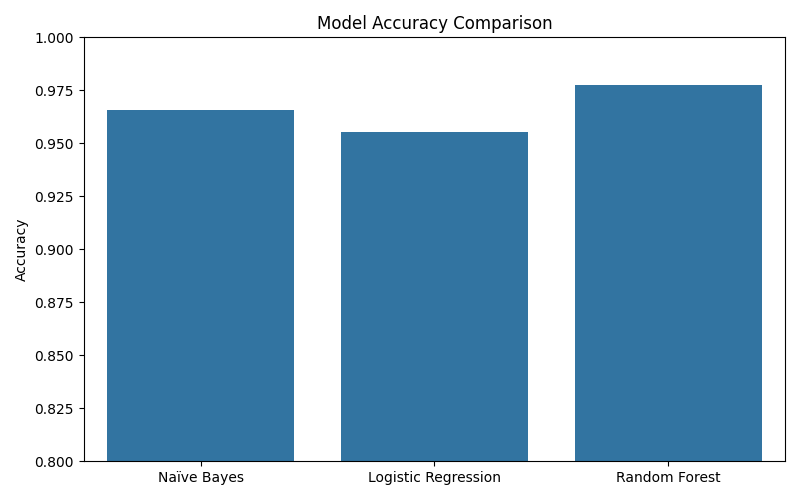 Model Accuracy Comparison
1.000
0.975
0.950
0.925
0.900
0.875
0.850
0.825
0.800
Accuracy
Naïve Bayes
Logistic Regression
Random Forest